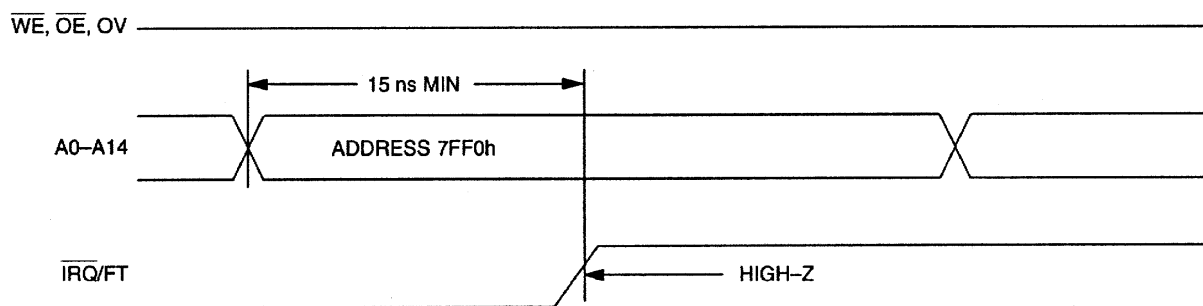 WE, OE, OV
15 ns MIN
A0–A14
ADDRESS 7FF0h
IRQ/FT
HIGH–Z